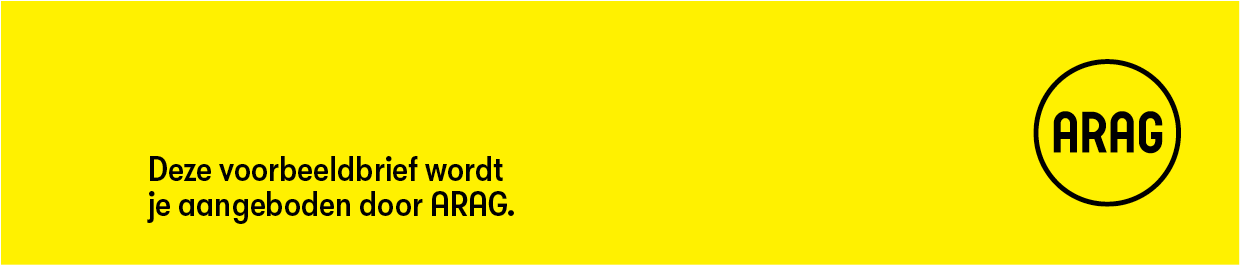 Deze voorbeeldbrief wordt
je aangeboden door ARAG.
ARAG